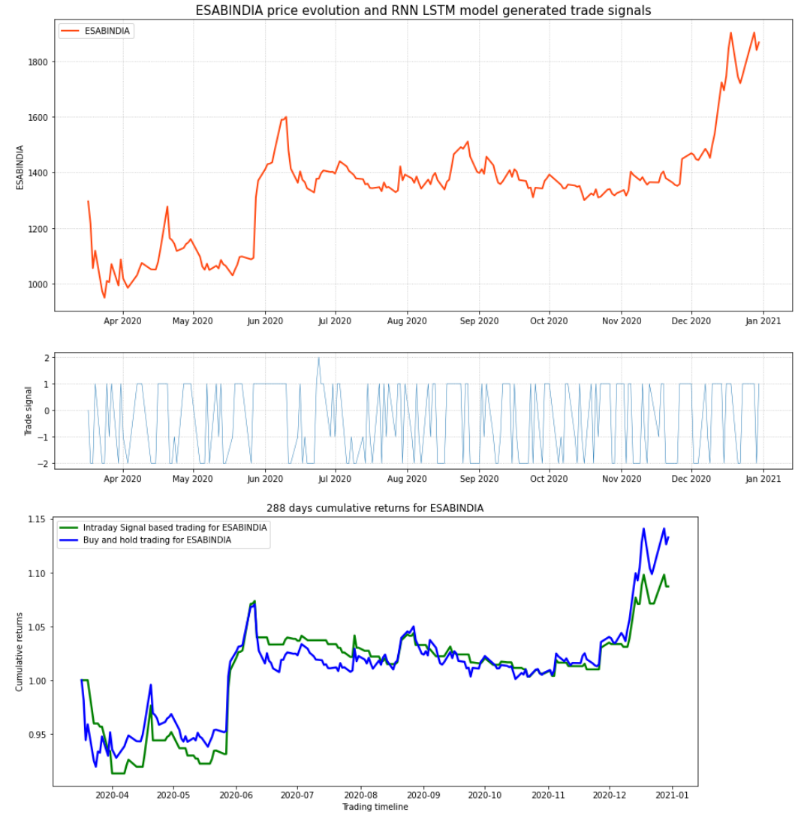 ESABINDIA price evolution and RNN LSTM model generated trade signals
ESABINDIA
ESABINDIA
1800
1600
1400
1200
1000
Apr 2020 May 2020 Jun 2020 Jul 2020 Aug 2020 Sep 2020 Oct 2020 Nov 2020 Dec 2020 Jan 2021
Trade signal
2
1
0
−1
−2
Apr 2020 May 2020 Jun 2020 Jul 2020 Aug 2020 Sep 2020 Oct 2020 Nov 2020 Dec 2020 Jan 2021
288 days cumulative returns for ESABINDIA
Intraday Signal based trading for ESABINDIA
Buy and hold trading for ESABINDIA
Cumulative returns
1.15
1.10
1.05
1.00
0.95
2020-04 2020-05 2020-06 2020-07 2020-08 2020-09 2020-10 2020-11 2020-12 2021-01
Trading timeline